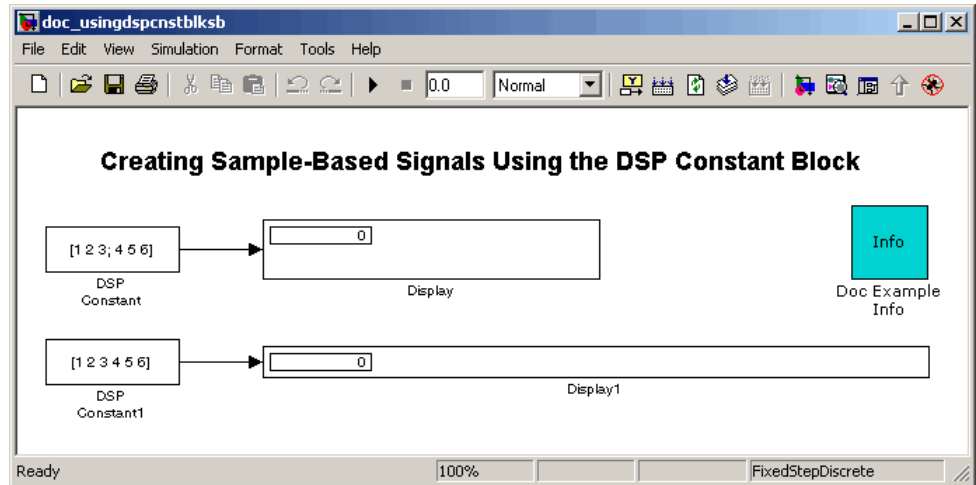 doc_usingdspcnstblksb
File Edit View Simulation Format Tools Help
0.0 Normal
Creating Sample-Based Signals Using the DSP Constant Block
[1 2 3; 4 5 6]
0
Info
DSP
Constant
Display
Doc Example
Info
[1 2 3 4 5 6]
0
DSP
Constant1
Display1
Ready 100% FixedStepDiscrete